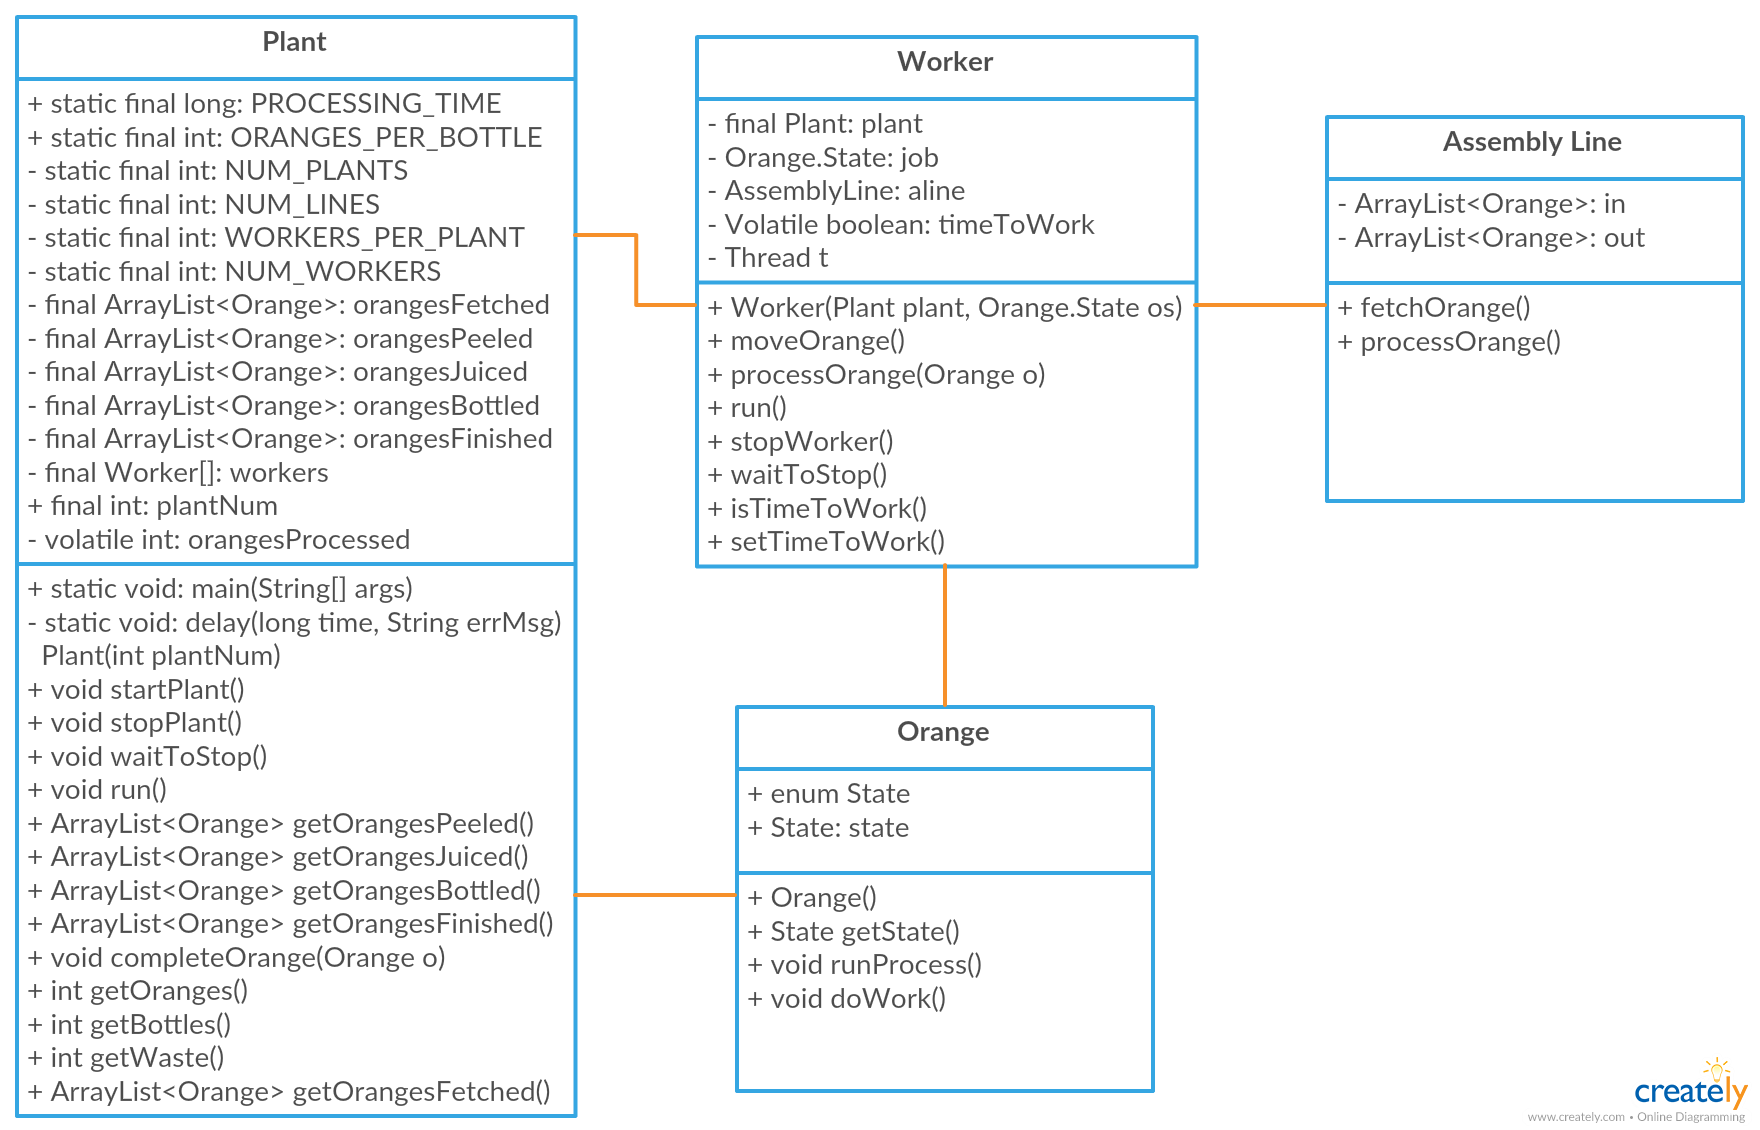 Plant
+ static final long: PROCESSING_TIME
+ static final int: ORANGES_PER_BOTTLE
- static final int: NUM_PLANTS
- static final int: NUM_LINES
- static final int: WORKERS_PER_PLANT
- static final int: NUM_WORKERS
- final ArrayList<Orange>: orangesFetched
- final ArrayList<Orange>: orangesPeeled
- final ArrayList<Orange>: orangesJuiced
- final ArrayList<Orange>: orangesBottled
- final ArrayList<Orange>: orangesFinished
- final Worker[]: workers
+ final int: plantNum
- volatile int: orangesProcessed
+ static void: main(String[] args)
- static void: delay(long time, String errMsg)
Plant(int plantNum)
+ void startPlant()
+ void stopPlant()
+ void waitToStop()
+ void run()
+ ArrayList<Orange> getOrangesPeeled()
+ ArrayList<Orange> getOrangesJuiced()
+ ArrayList<Orange> getOrangesBottled()
+ ArrayList<Orange> getOrangesFinished()
+ void completeOrange(Orange o)
+ int getOranges()
+ int getBottles()
+ int getWaste()
+ ArrayList<Orange> getOrangesFetched()
Worker
- final Plant: plant
- Orange.State: job
- AssemblyLine: aline
- Volatile boolean: timeToWork
- Thread t
+ Worker(Plant plant, Orange.State os)
+ moveOrange()
+ processOrange(Orange o)
+ run()
+ stopWorker()
+ waitToStop()
+ isTimeToWork()
+ setTimeToWork()
Assembly Line
- ArrayList<Orange>: in
- ArrayList<Orange>: out
+ fetchOrange()
+ processOrange()
Orange
+ enum State
+ State: state
+ Orange()
+ State getState()
+ void runProcess()
+ void doWork()
creately
www.creately.com • Online Diagramming